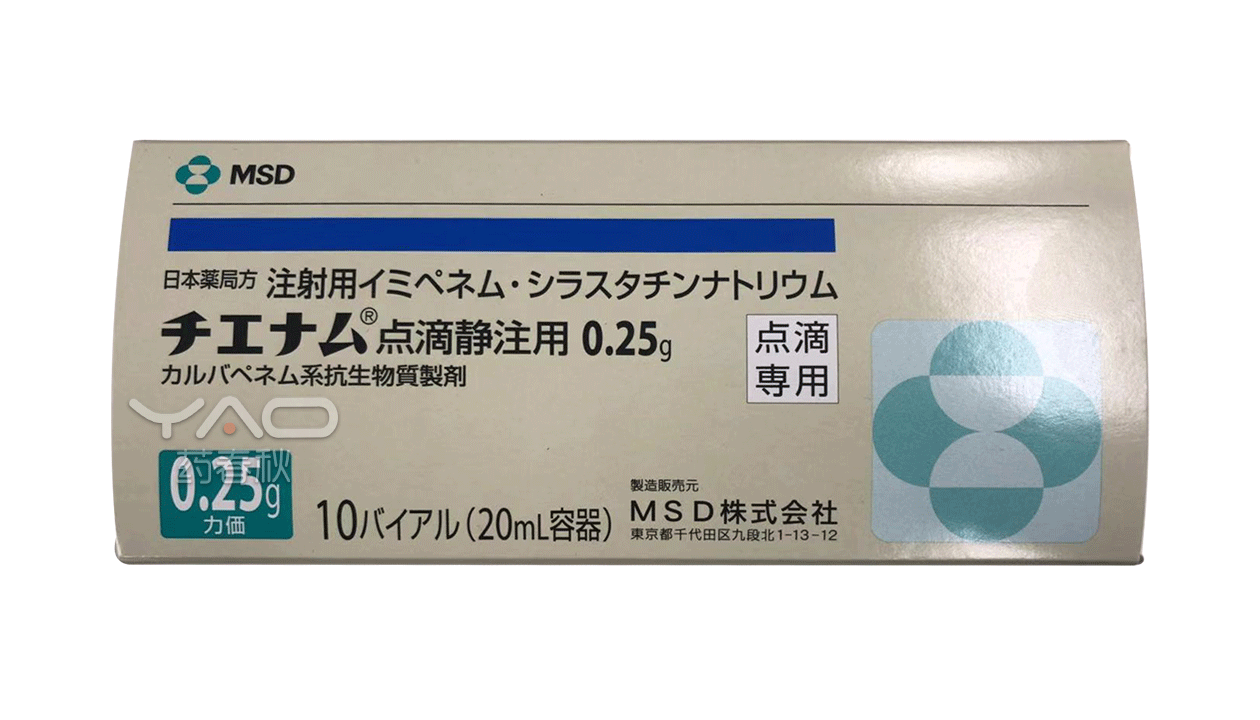 MSD
日本薬局方 注射用イミペネム・シラスタチンナトリウム
チエナム® 点滴静注用 0.25g
カルバペネム系抗生物質製剤
点滴
専用
YAO
药春秋
0.25g
力価
10バイアル(20mL容器)
製造販売元
MSD株式会社
東京都千代田区九段北1-13-12